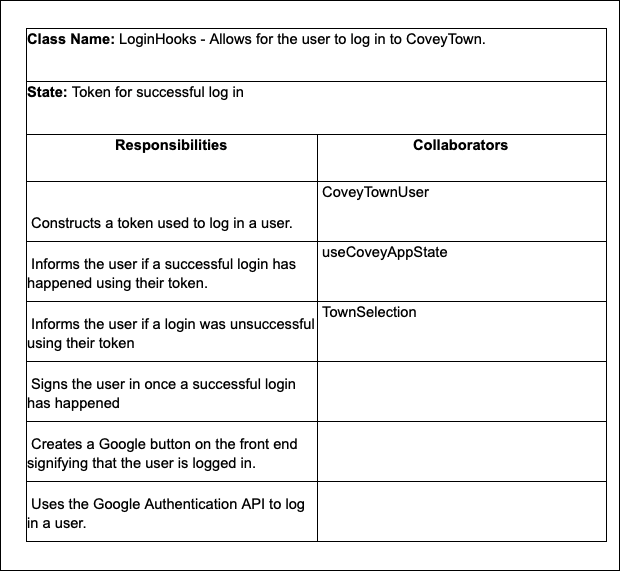 Class Name: LoginHooks - Allows for the user to log in to CoveyTown.
State: Token for successful log in
Responsibilities
Collaborators
Constructs a token used to log in a user.
CoveyTownUser
Informs the user if a successful login has
happened using their token.
useCoveyAppState
Informs the user if a login was unsuccessful
using their token
TownSelection
Signs the user in once a successful login
has happened
Creates a Google button on the front end
signifying that the user is logged in.
Uses the Google Authentication API to log
in a user.